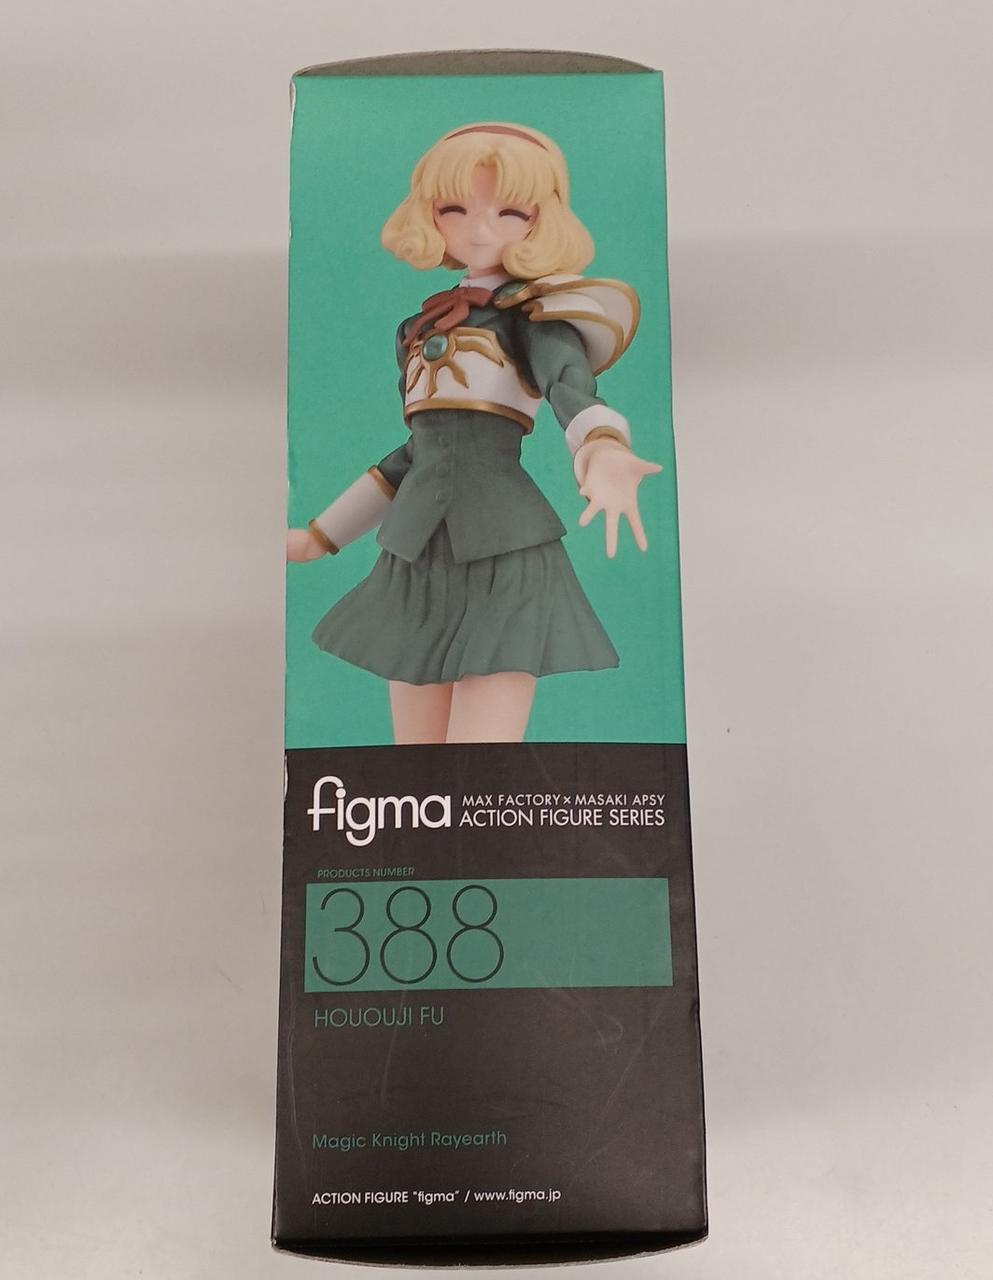 figma MAX FACTORY × MASAKI APSY
ACTION FIGURE SERIES
PRODUCTS NUMBER
388
HOUOUJI FU
Magic Knight Rayearth
ACTION FIGURE "figma" / www.figma.jp